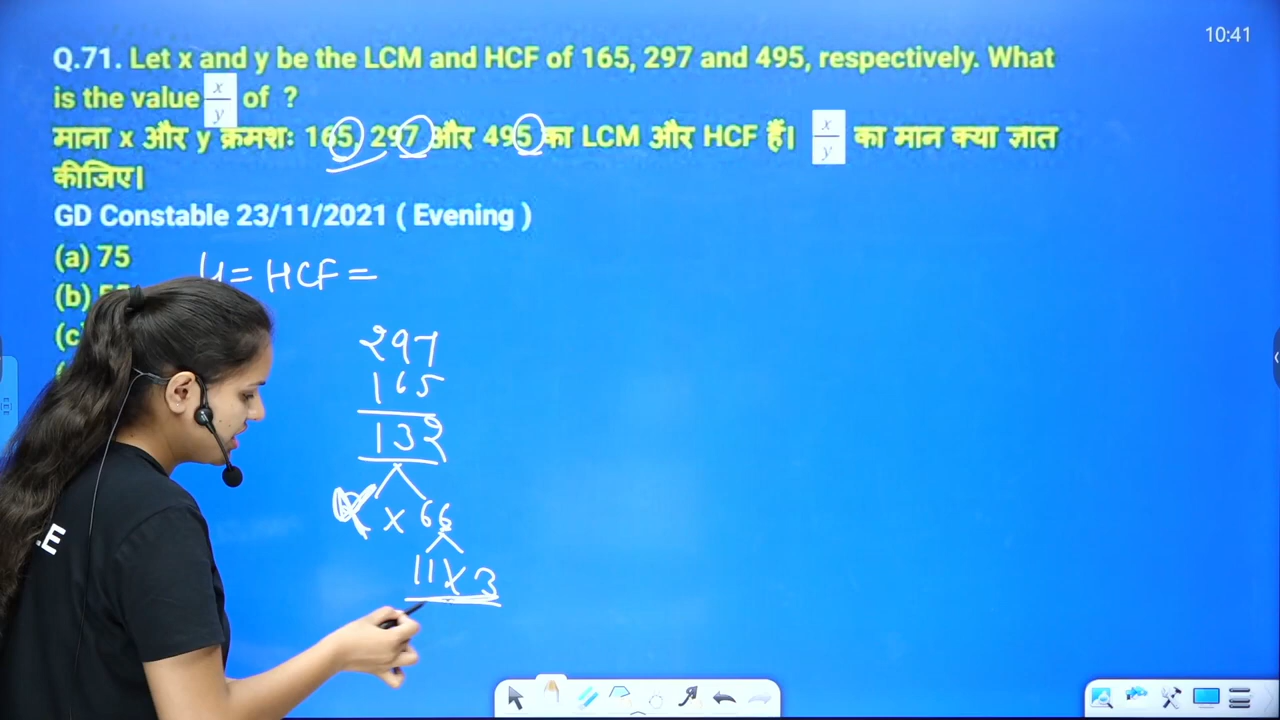 10:41
Q.71. Let x and y be the LCM and HCF of 165, 297 and 495, respectively. What
is the value x/y of ?
माना x और y क्रमशः 165, 297 और 495 का LCM और HCF हैं। x/y का मान क्या ज्ञात
कीजिए।
GD Constable 23/11/2021 ( Evening )
(a) 75
(b)
(c)
y = HCF =
297
165
132
x 66
11 x 3